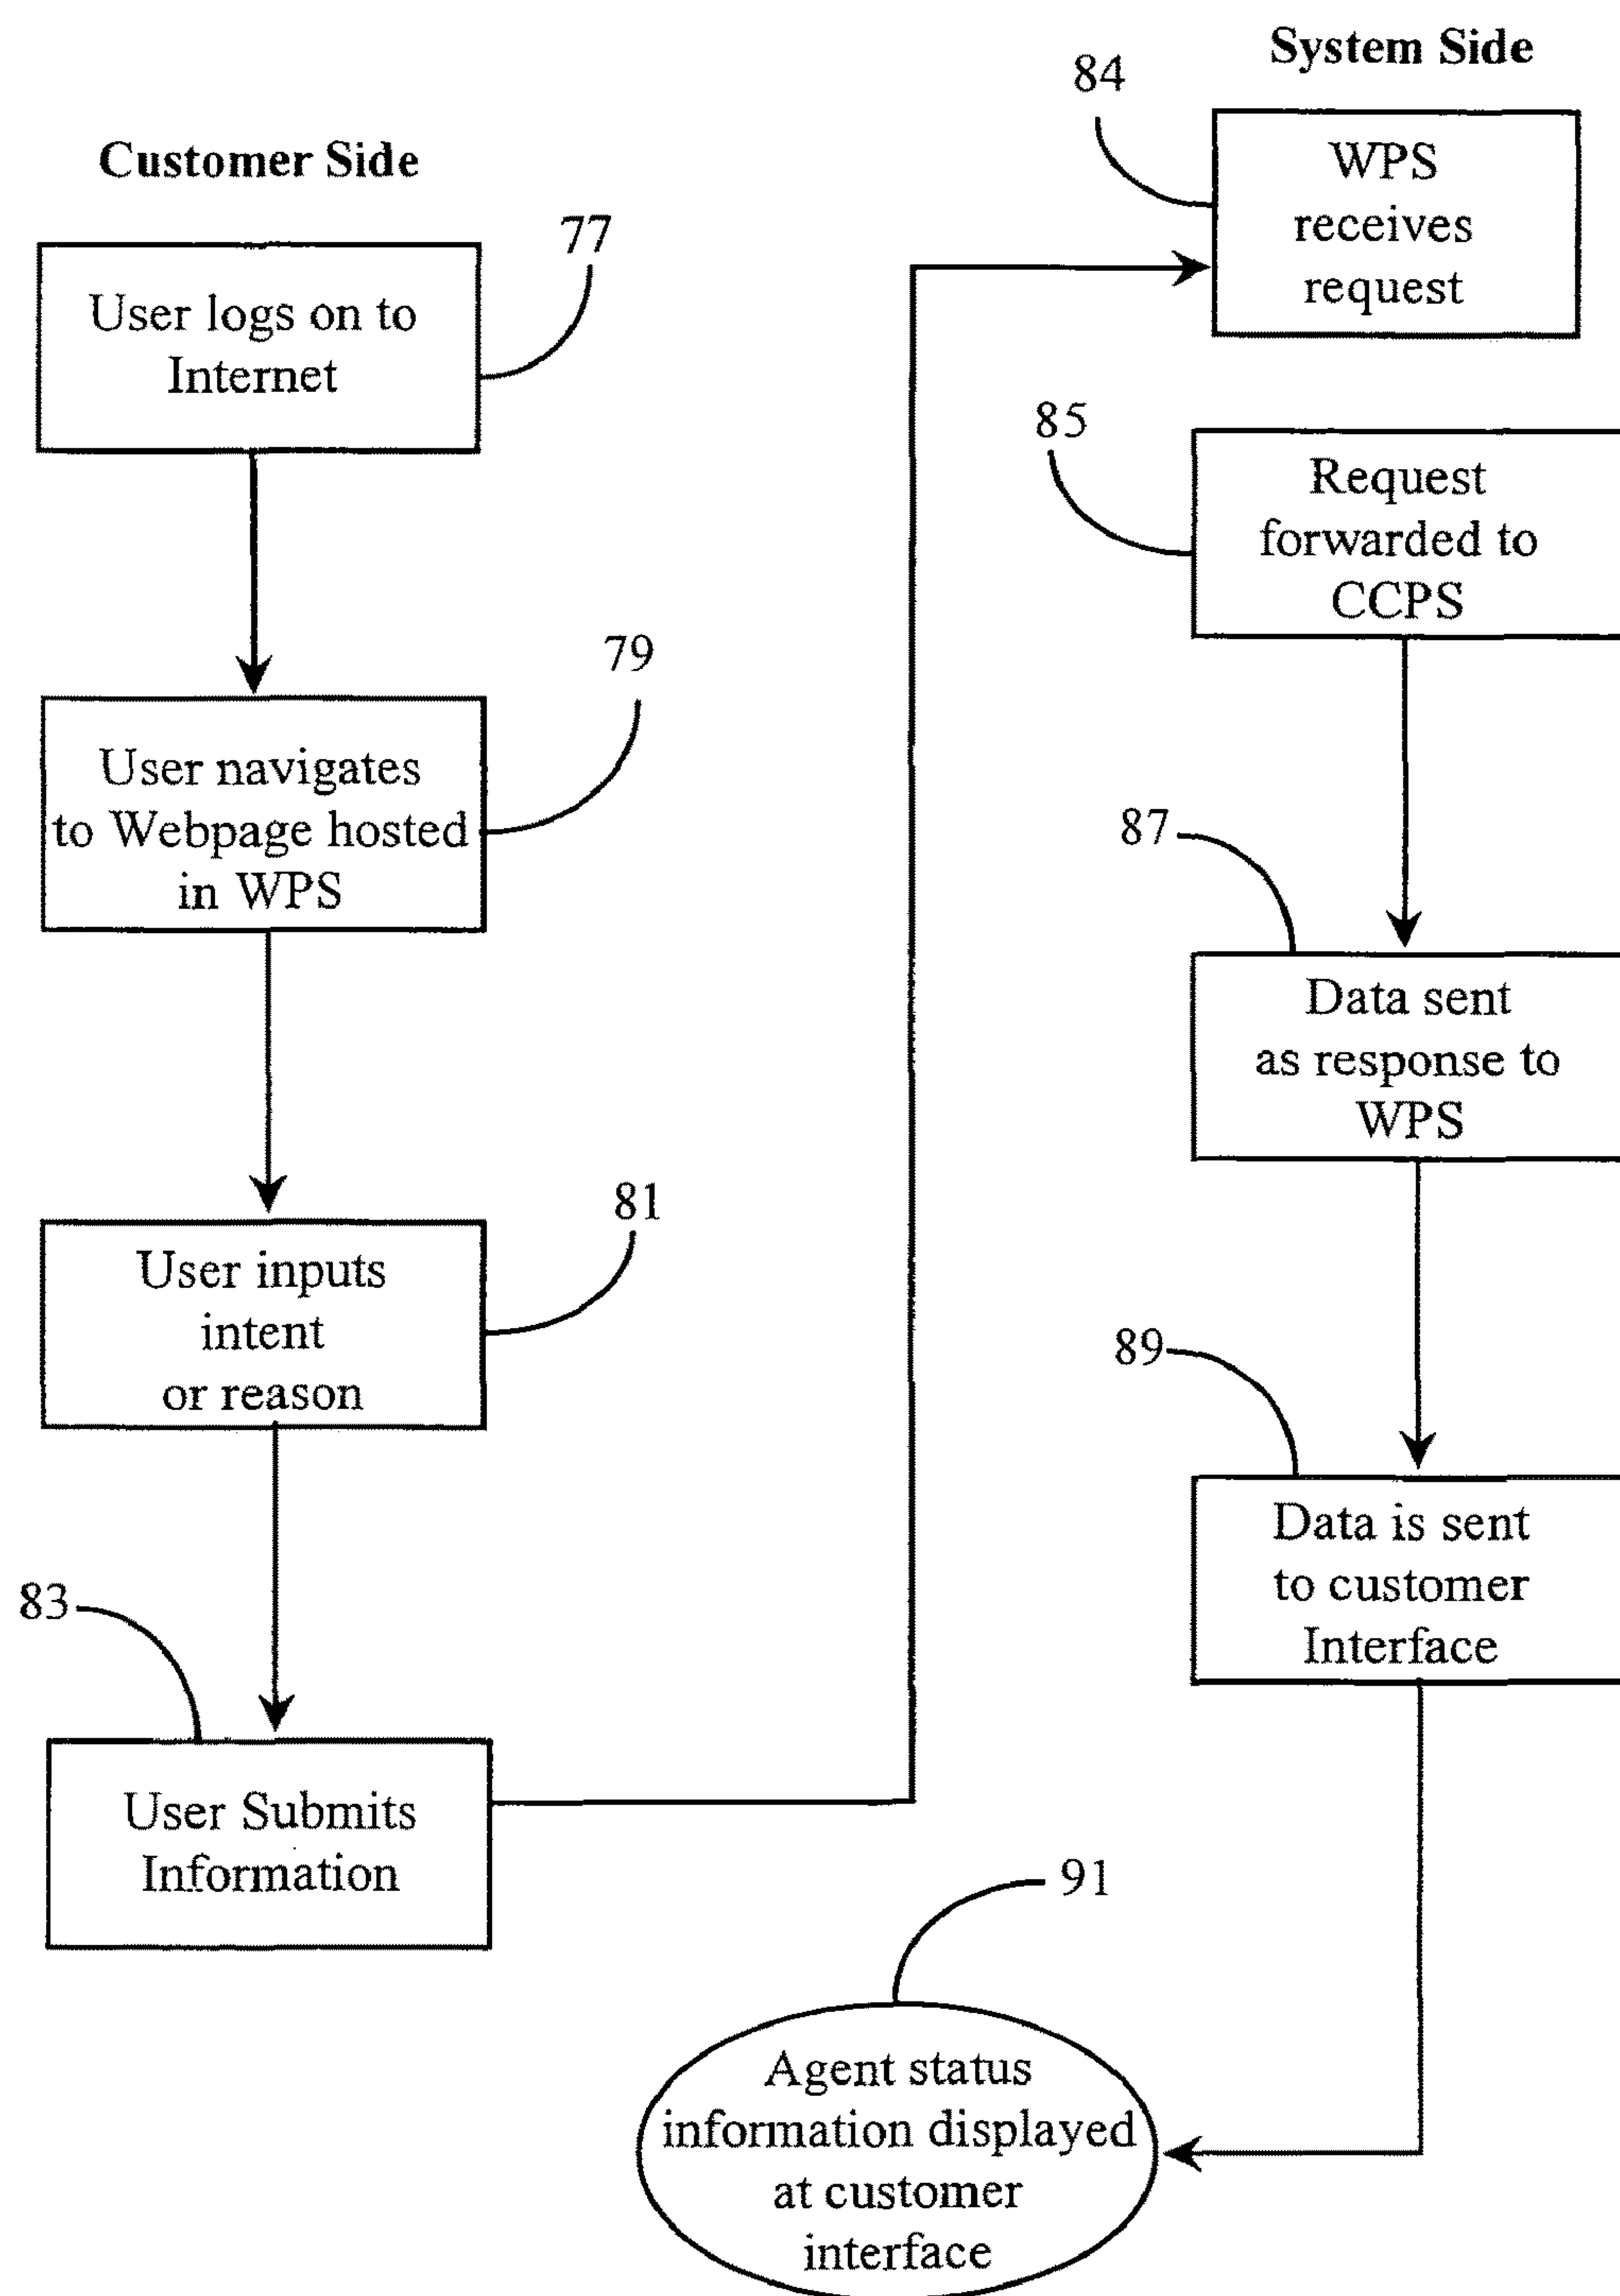 Customer Side
77
User logs on to
Internet
79
User navigates
to Webpage hosted
in WPS
81
User inputs
intent
or reason
83
User Submits
Information
System Side
84
WPS
receives
request
85
Request
forwarded to
CCPS
87
Data sent
as response to
WPS
89
Data is sent
to customer
Interface
91
Agent status
information displayed
at customer
interface